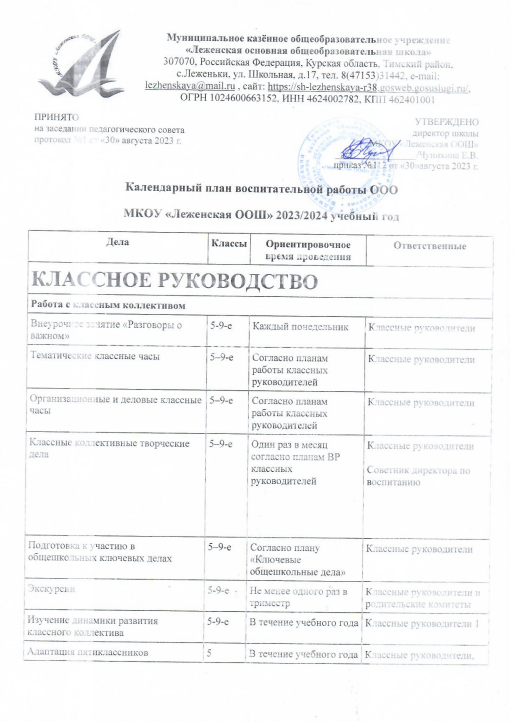 Муниципальное казённое общеобразовательное учреждение
«Леженская основная общеобразовательная школа»
307070, Российская Федерация, Курская область, Тимский район,
с.Леженьки, ул. Школьная, д.17, тел. 8(47153)31442, e-mail:
lezhenskaya@mail.ru , сайт: https://sh-lezhenskaya-r38.gosweb.gosuslugi.ru/,
ОГРН 1024600663152, ИНН 4624002782, КПП 462401001
ПРИНЯТО
на заседании педагогического совета
протокол №1 от «30» августа 2023 г.
УТВЕРЖДЕНО
директор школы
Леженская ООШ»
/Чупихина Е.В.
приказ №112 от «30»августа 2023 г.
Календарный план воспитательной работы ООО
МКОУ «Леженская ООШ» 2023/2024 учебный год
Дела Классы Ориентировочное время проведения Ответственные
КЛАССНОЕ РУКОВОДСТВО
Работа с классным коллективом
Внеурочное занятие «Разговоры о 5-9-е Каждый понедельник Классные руководители
важном»
Тематические классные часы 5–9-е Согласно планам Классные руководители
работы классных
руководителей
Организационные и деловые классные 5–9-е Согласно планам Классные руководители
часы работы классных
руководителей
Классные коллективные творческие 5–9-е Один раз в месяц Классные руководители
дела согласно планам ВР
классных Советник директора по
руководителей воспитанию
Подготовка к участию в 5–9-е Согласно плану Классные руководители
общешкольных ключевых делах «Ключевые
общешкольные дела»
Экскурсии 5-9-е Не менее одного раз в Классные руководители и
триместр родительские комитеты
Изучение динамики развития 5-9-е В течение учебного года Классные руководители 1
классного коллектива
Адаптация пятиклассников 5 В течение учебного года Классные руководители,